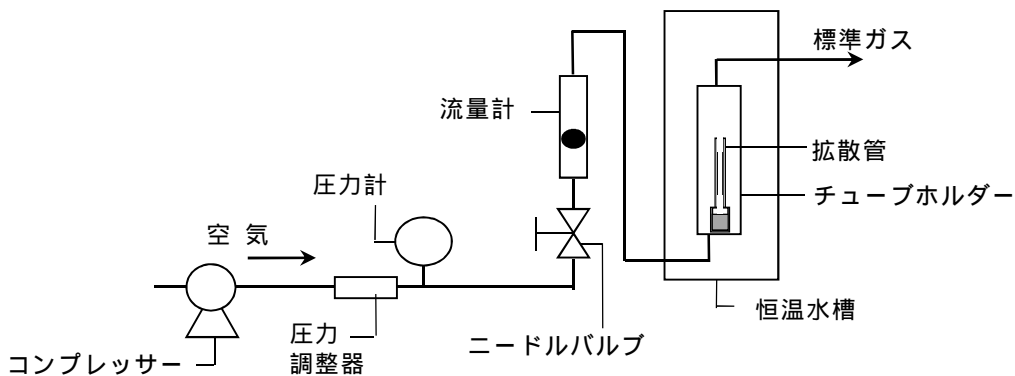 標準ガス
流量計
拡散管
圧力計
チューブホルダー
空 気
恒温水槽
圧力
調整器
ニードルバルブ
コンプレッサー